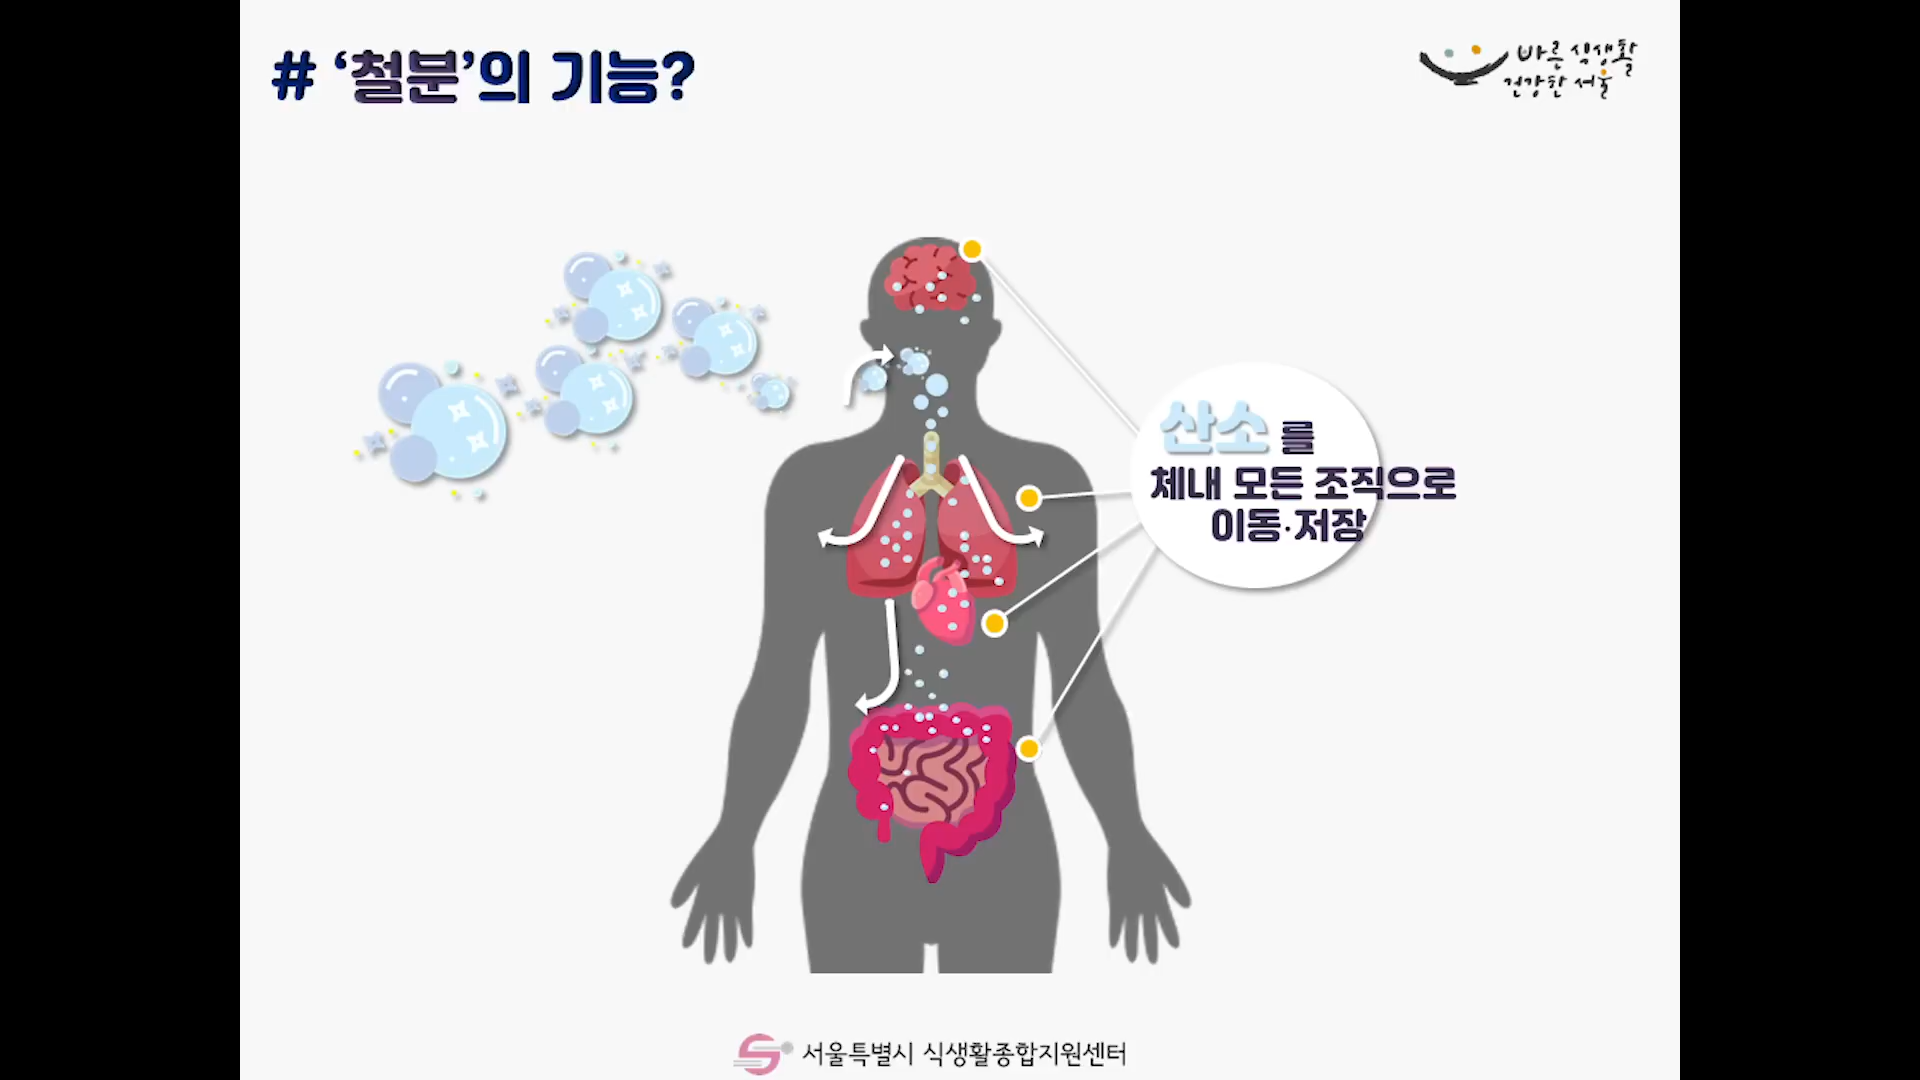 # ‘철분’의 기능?
바른 식생활
건강한 서울
산소를
체내 모든 조직으로
이동·저장
서울특별시 식생활종합지원센터